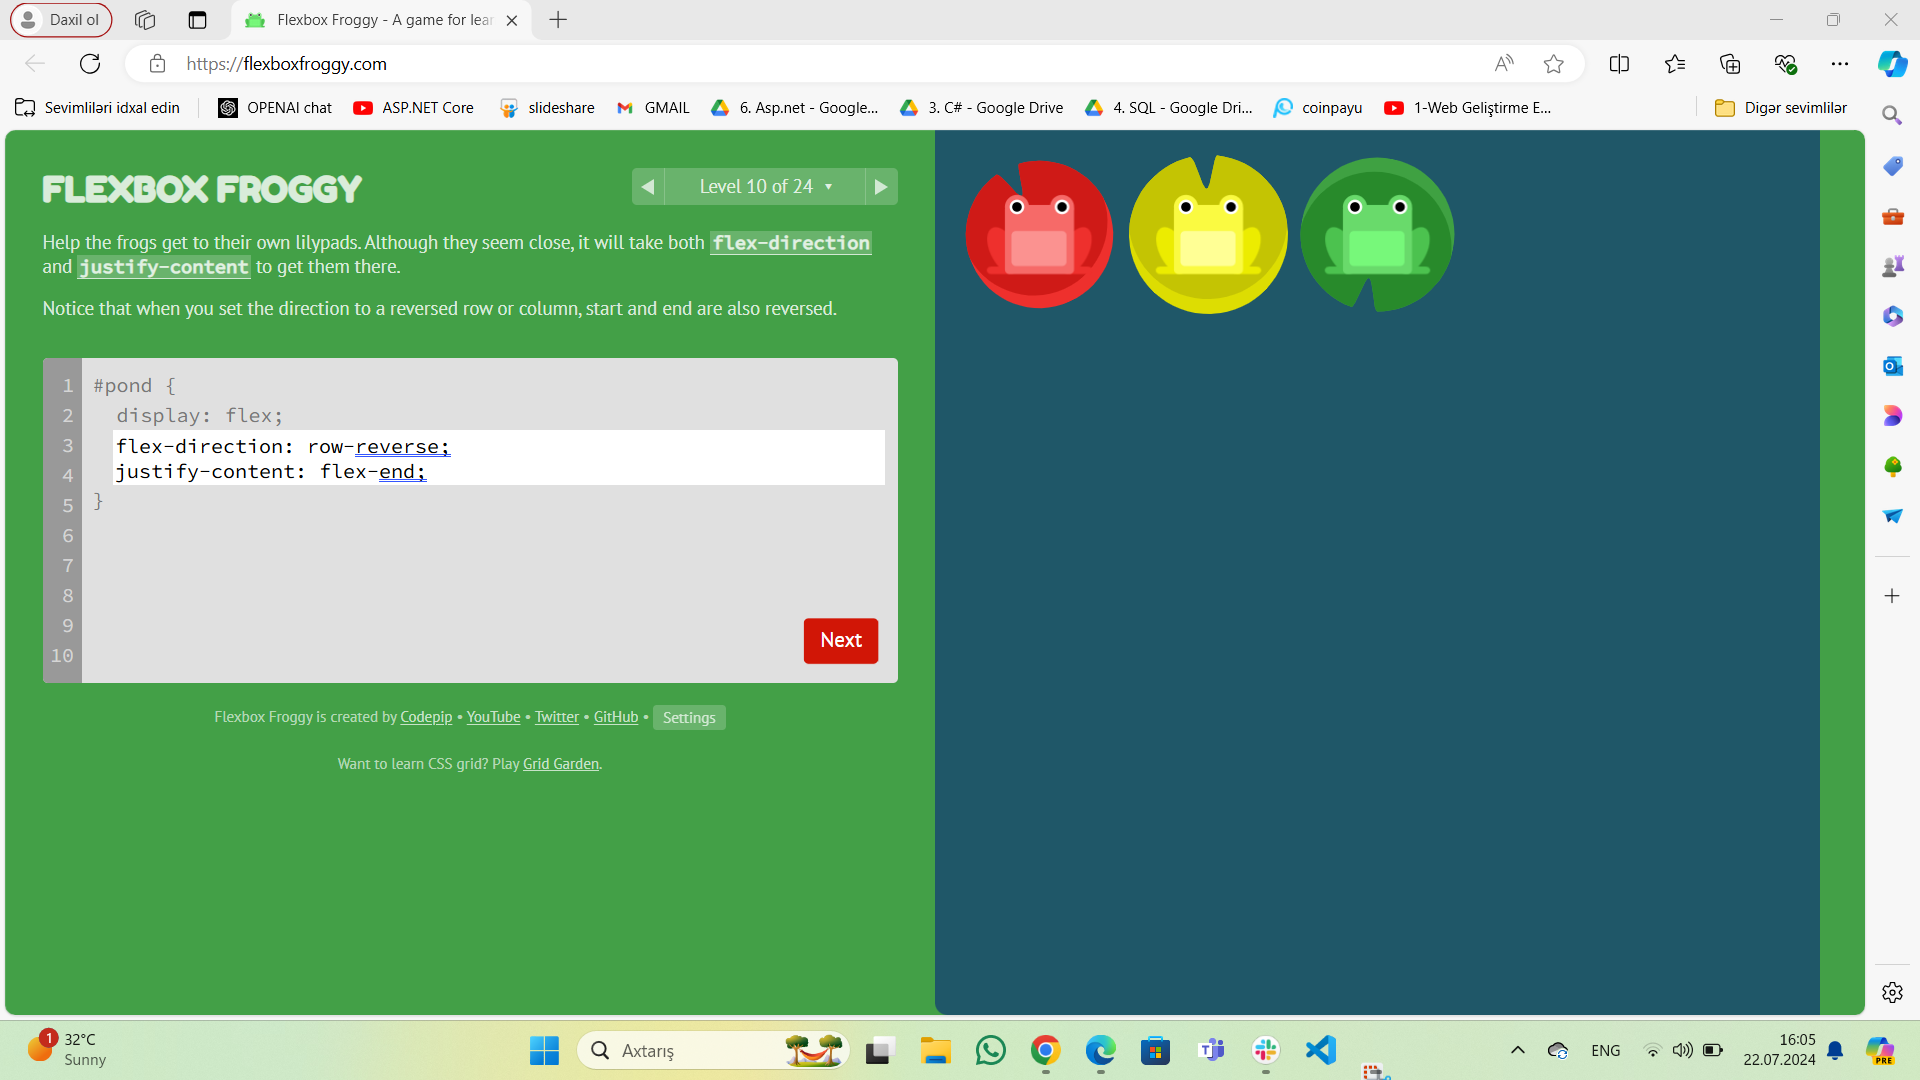 Daxil ol
Flexbox Froggy - A game for lear
https://flexboxfroggy.com
Sevimliləri idxal edin
OPENAI chat
ASP.NET Core
slideshare
GMAIL
6. Asp.net - Google...
3. C# - Google Drive
4. SQL - Google Dri...
coinpayu
1-Web Geliştirme E...
Digər sevimlilər
FLEXBOX FROGGY
Level 10 of 24
Help the frogs get to their own lilypads. Although they seem close, it will take both flex-direction
and justify-content to get them there.
Notice that when you set the direction to a reversed row or column, start and end are also reversed.
1 #pond {
2 display: flex;
3 flex-direction: row-reverse;
4 justify-content: flex-end;
5 }
6
7
8
9
10
Next
Flexbox Froggy is created by Codepip • YouTube • Twitter • GitHub • Settings
Want to learn CSS grid? Play Grid Garden.
1
32°C
Sunny
Axtarış
ENG
16:05
22.07.2024
PRE